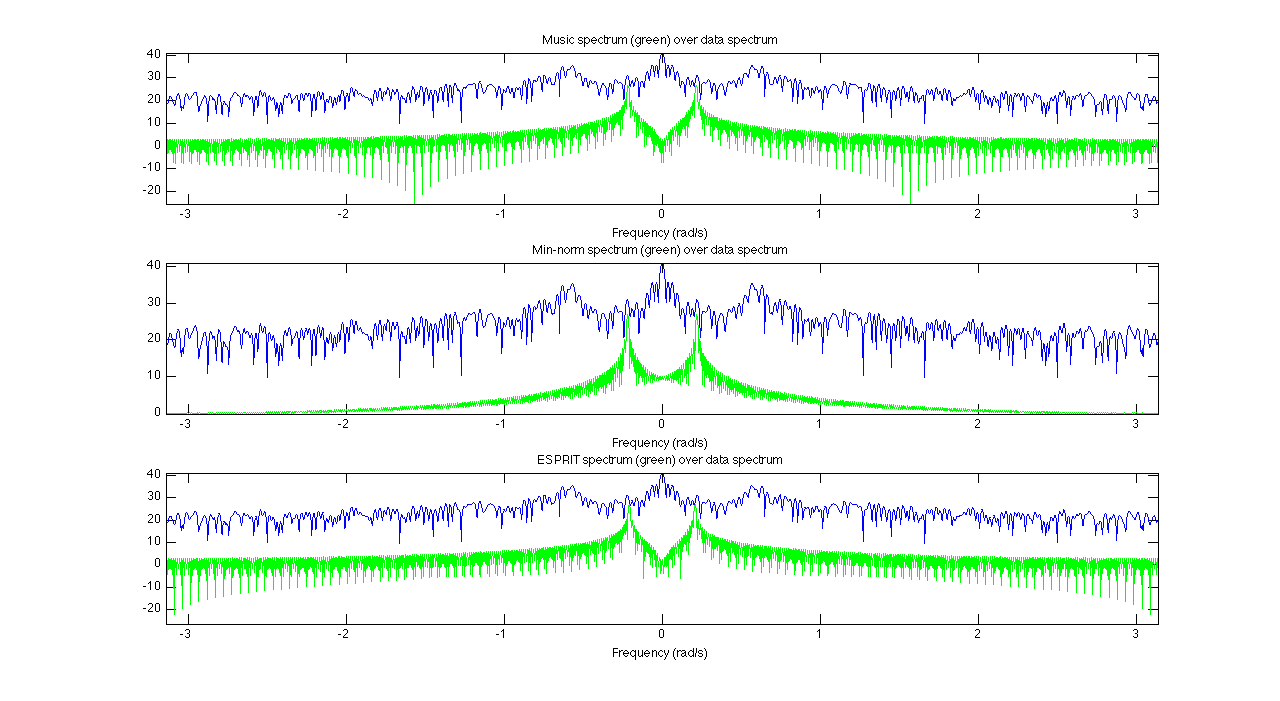 Music spectrum (green) over data spectrum
40
30
20
10
0
-10
-20
-3 -2 -1 0 1 2 3
Frequency (rad/s)
Min-norm spectrum (green) over data spectrum
40
30
20
10
0
-3 -2 -1 0 1 2 3
Frequency (rad/s)
ESPRIT spectrum (green) over data spectrum
40
30
20
10
0
-10
-20
-3 -2 -1 0 1 2 3
Frequency (rad/s)